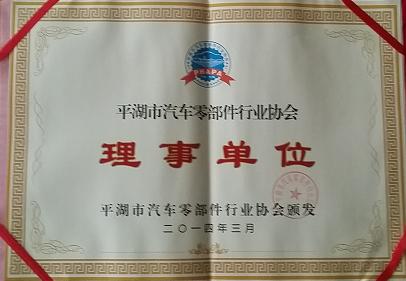 PHAPA
平湖市汽车零部件行业协会
理事单位
平湖市汽车零部件行业协会颁发
二〇一四年三月